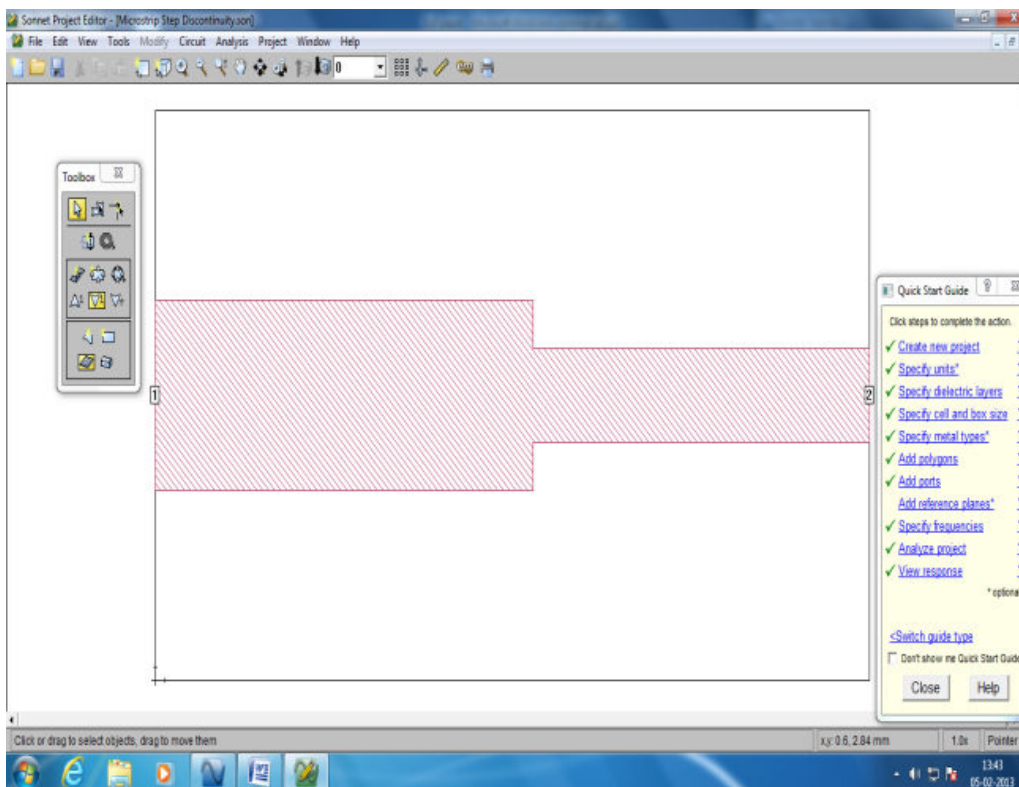 Sonnet Project Editor - [Microstrip Step Discontinuity.son]
File Edit View Tools Modify Circuit Analysis Project Window Help
0
Toolbox
1
2
Quick Start Guide
Click steps to complete the action.
Create new project
Specify units*
Specify dielectric layers
Specify cell and box size
Specify metal types*
Add polygons
Add ports
Add reference planes*
Specify frequencies
Analyze project
View response
* optiona
<Switch guide type
Don't show me Quick Start Guide
Close Help
Click or drag to select objects, drag to move them
x,y: 0.6, 2.84 mm 1.0x Pointer
13:43
05-02-2013